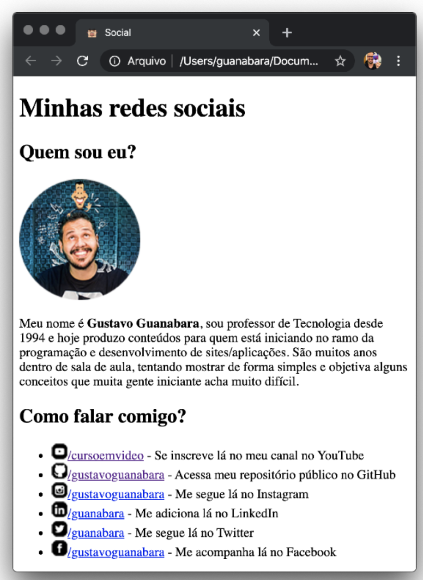 Social
Arquivo /Users/guanabara/Docum...
Minhas redes sociais
Quem sou eu?
Meu nome é Gustavo Guanabara, sou professor de Tecnologia desde
1994 e hoje produzo conteúdos para quem está iniciando no ramo da
programação e desenvolvimento de sites/aplicações. São muitos anos
dentro de sala de aula, tentando mostrar de forma simples e objetiva alguns
conceitos que muita gente iniciante acha muito difícil.
Como falar comigo?
/cursoemvideo - Se inscreve lá no meu canal no YouTube
/gustavoguanabara - Acessa meu repositório público no GitHub
/gustavoguanabara - Me segue lá no Instagram
/guanabara - Me adiciona lá no LinkedIn
/guanabara - Me segue lá no Twitter
/gustavoguanabara - Me acompanha lá no Facebook